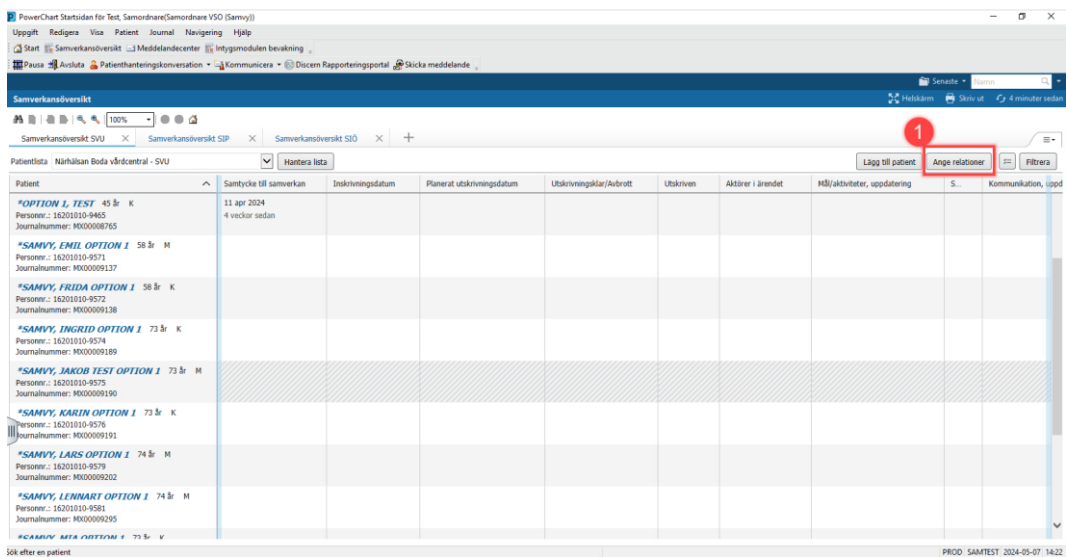 PowerChart Startsidan för Test, Samordnare(Samordnare VSO (Samvy))
Uppgift Redigera Visa Patient Journal Navigering Hjälp
Start Samverkansöversikt Meddelandecenter Intygsmodulen bevakning
Pausa Avsluta Patienthanteringskonversation Kommunicera Discern Rapporteringsportal Skicka meddelande
Senaste Namn
Samverkansöversikt Helskärm Skriv ut 4 minuter sedan
100%
1
Samverkansöversikt SVU Samverkansöversikt SIP Samverkansöversikt SIÖ
Patientlista Närhälsan Boda vårdcentral - SVU Hantera lista Lägg till patient Ange relationer Filtrera
Patient Samtycke till samverkan Inskrivningsdatum Planerat utskrivningsdatum Utskrivningsklar/Avbrott Utskriven Aktörer i ärendet Mål/aktiviteter, uppdatering S... Kommunikation, uppd
*OPTION 1, TEST 45 år K 11 apr 2024
Personnr.: 16201010-9465 4 veckor sedan
Journalnummer: MX00008765
*SAMVY, EMIL OPTION 1 58 år M
Personnr.: 16201010-9571
Journalnummer: MX00009137
*SAMVY, FRIDA OPTION 1 58 år K
Personnr.: 16201010-9572
Journalnummer: MX00009138
*SAMVY, INGRID OPTION 1 73 år K
Personnr.: 16201010-9574
Journalnummer: MX00009189
*SAMVY, JAKOB TEST OPTION 1 73 år M
Personnr.: 16201010-9575
Journalnummer: MX00009190
*SAMVY, KARIN OPTION 1 73 år K
Personnr.: 16201010-9576
Journalnummer: MX00009191
*SAMVY, LARS OPTION 1 74 år M
Personnr.: 16201010-9579
Journalnummer: MX00009202
*SAMVY, LENNART OPTION 1 74 år M
Personnr.: 16201010-9581
Journalnummer: MX00009295
*SAMVY, MIA OPTION 1 73 år K
Sök efter en patient PROD SAMTEST 2024-05-07 14:22